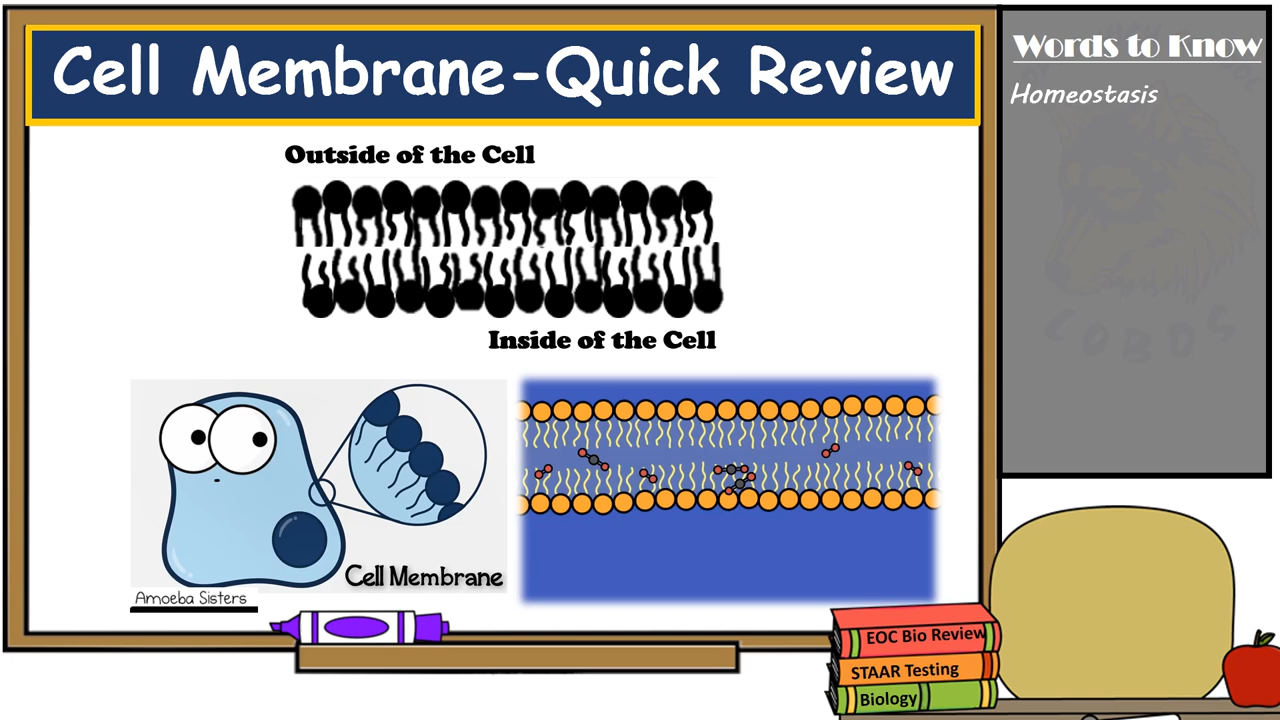 Cell Membrane-Quick Review
Words to Know
Homeostasis
Outside of the Cell
Inside of the Cell
Cell Membrane
Amoeba Sisters
EOC Bio Review
STAAR Testing
Biology
COBOS